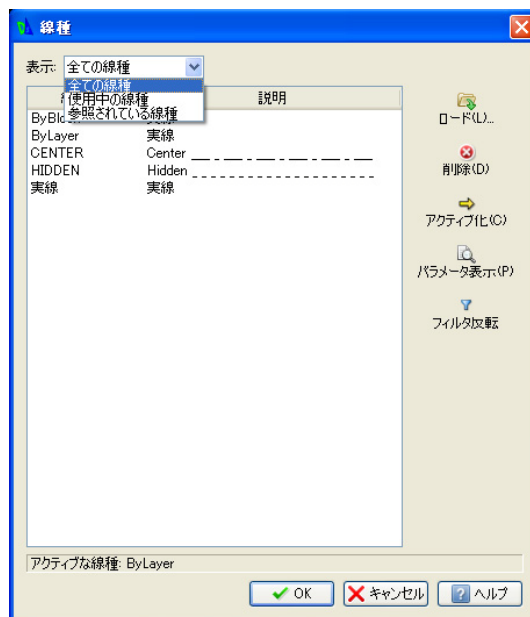 線種
表示: 全ての線種
全ての線種
使用中の線種
参照されている線種
説明
ByBlo
ByLayer 実線
CENTER Center
HIDDEN Hidden
実線 実線
ロード(L)...
削除(D)
アクティブ化(C)
パラメータ表示(P)
フィルタ反転
アクティブな線種: ByLayer
OK キャンセル ヘルプ